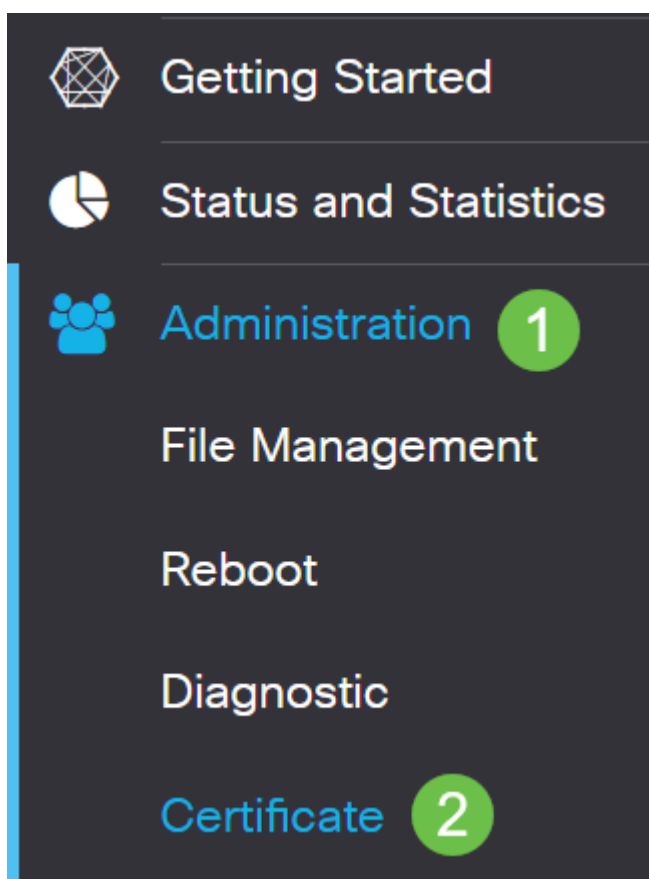 Getting Started
Status and Statistics
Administration 1
File Management
Reboot
Diagnostic
Certificate 2